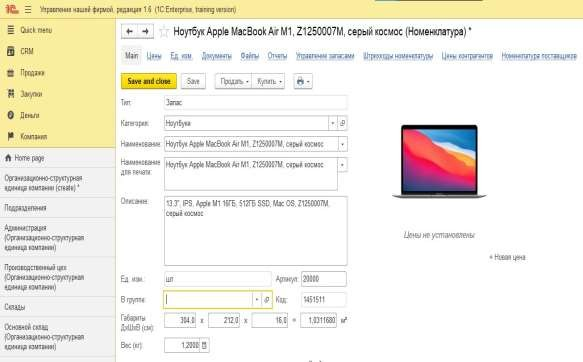 1С Управление нашей фирмой, редакция 1.6 (1C:Enterprise, training version)
Quick menu
CRM
Продажи
Закупки
Деньги
Компания
Home page
Организационно-структурная
единица компании (create) *
Подразделения
Администрация
(Организационно-структурная
единица компании)
Производственный цех
(Организационно-структурная
единица компании)
Склады
Основной склад
(Организационно-структурная
единица компании)
Ноутбук Apple MacBook Air M1, Z1250007M, серый космос (Номенклатура) *
Main Цены Ед. изм. Документы Файлы Отчеты Управление запасами Штрихкоды номенклатуры Цены контрагентов Номенклатура поставщиков
Save and close Save Продать Купить
Тип: Запас
Категория: Ноутбуки
Наименование: Ноутбук Apple MacBook Air M1, Z1250007M, серый космос
Наименование для печати: Ноутбук Apple MacBook Air M1, Z1250007M, серый космос
Описание: 13.3", IPS, Apple M1 16ГБ, 512ГБ SSD, Mac OS, Z1250007M,
серый космос
Ед. изм.: шт Артикул: 20000
В группе: Код: 1451511
Габариты ДхШхВ (см): 304,0 x 212,0 x 16,0 = 1,0311680 м³
Вес (кг): 1,2000
Цены не установлены
+ Новая цена